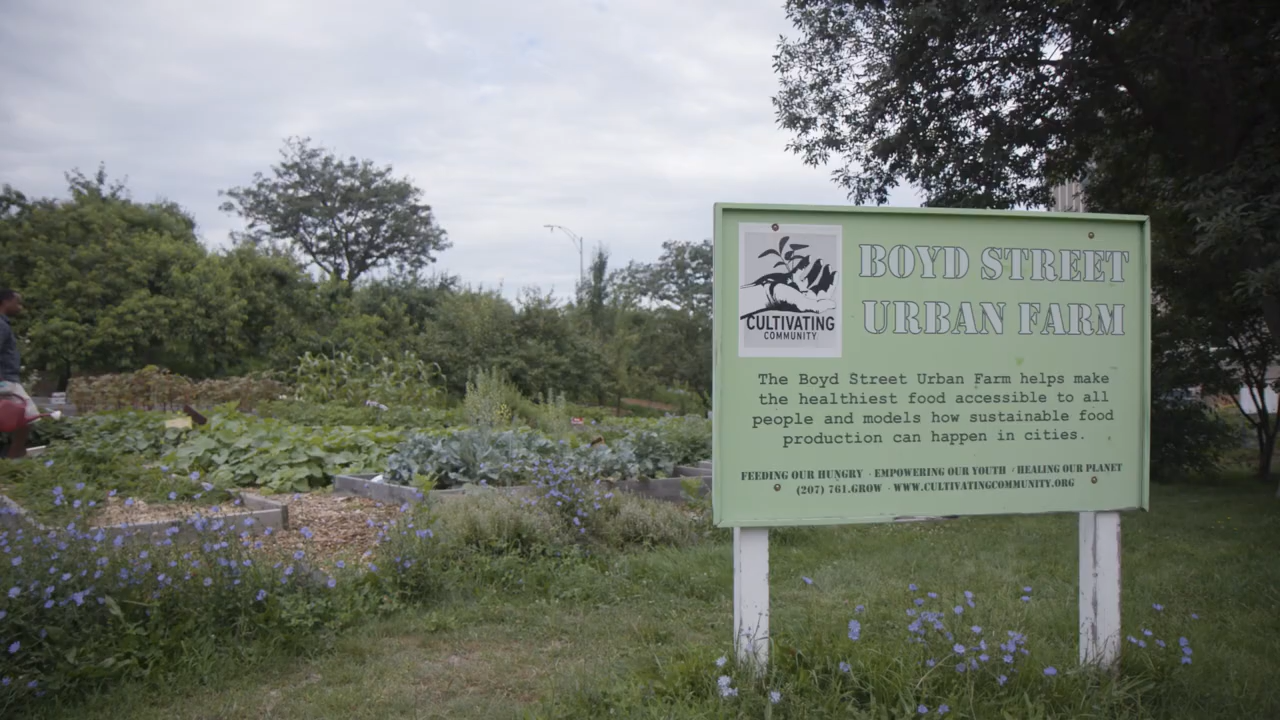 BOYD STREET
URBAN FARM
CULTIVATING
COMMUNITY
The Boyd Street Urban Farm helps make
the healthiest food accessible to all
people and models how sustainable food
production can happen in cities.
FEEDING OUR HUNGRY · EMPOWERING OUR YOUTH · HEALING OUR PLANET
(207) 761.GROW · WWW.CULTIVATINGCOMMUNITY.ORG